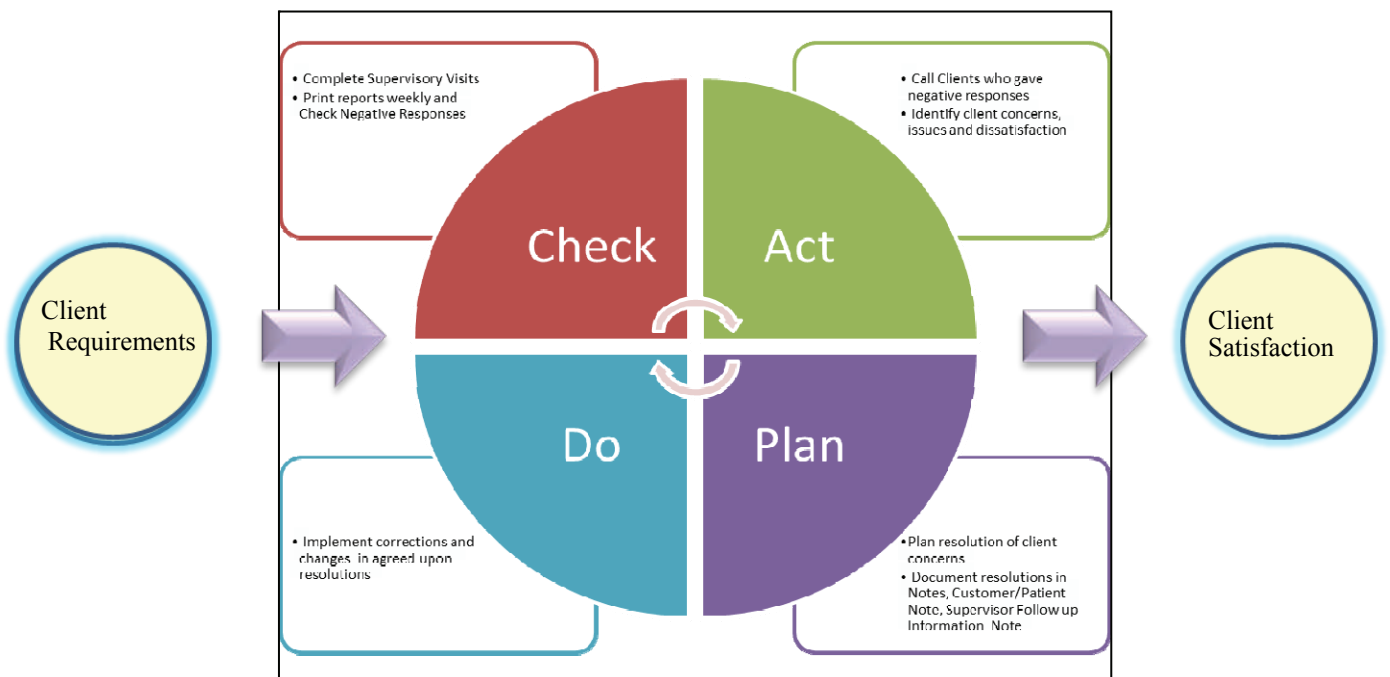 • Complete Supervisory Visits
• Print reports weekly and
Check Negative Responses
• Call Clients who gave
negative responses
• Identify client concerns,
issues and dissatisfaction
Check
Act
Client
Requirements
Client
Satisfaction
Do
Plan
• Implement corrections and
changes in agreed upon
resolutions
• Plan resolution of client
concerns
• Document resolutions in
Notes, Customer/Patient
Note, Supervisor Follow up
Information Note